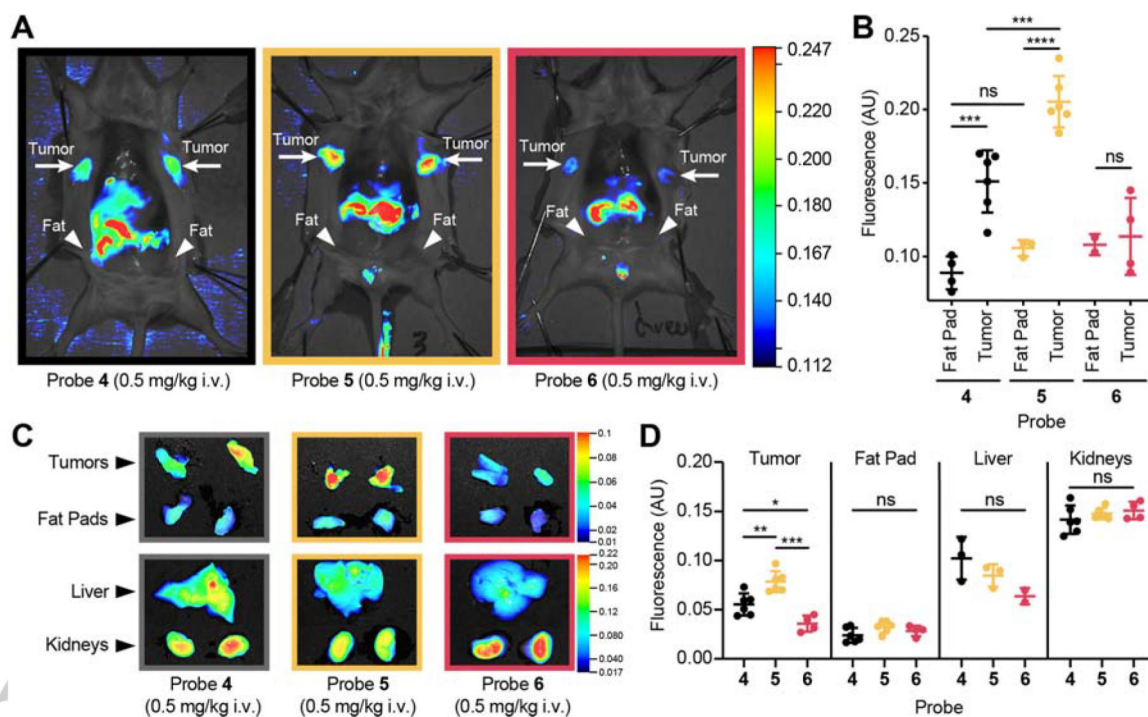 A
Tumor
Tumor
Fat
Fat
Probe 4 (0.5 mg/kg i.v.)
Tumor
Tumor
Fat
Fat
3
Probe 5 (0.5 mg/kg i.v.)
Tumor
Tumor
Fat
Fat
Probe 6 (0.5 mg/kg i.v.)
0.247
0.220
0.200
0.180
0.167
0.140
0.130
0.112
B
Fluorescence (AU)
0.25
0.20
0.15
0.10
***
****
ns
***
ns
Fat Pad
Tumor
Fat Pad
Tumor
Fat Pad
Tumor
4 5 6
Probe
C
Tumors
Fat Pads
Liver
Kidneys
0.1
0.08
0.06
0.04
0.02
0.01
0.22
0.20
0.16
0.12
0.080
0.040
0.017
Probe 4
(0.5 mg/kg i.v.)
Probe 5
(0.5 mg/kg i.v.)
Probe 6
(0.5 mg/kg i.v.)
D
Fluorescence (AU)
0.20
0.15
0.10
0.05
0.00
Tumor Fat Pad Liver Kidneys
*
** ***
ns
ns
ns
4 5 6 4 5 6 4 5 6 4 5 6
Probe